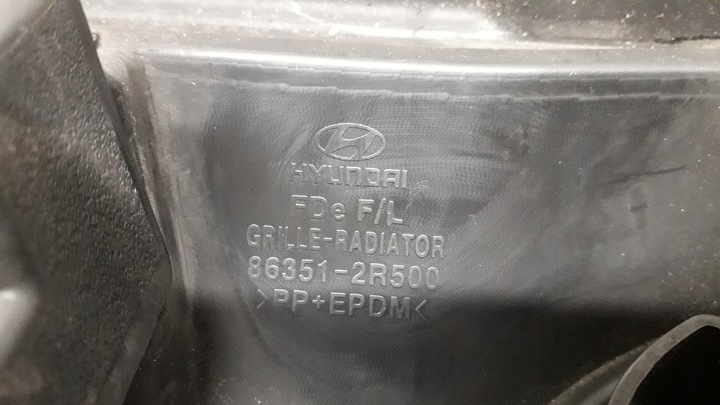 HYUNDAI
FDe F/L
GRILLE-RADIATOR
86351-2R500
>PP+EPDM<